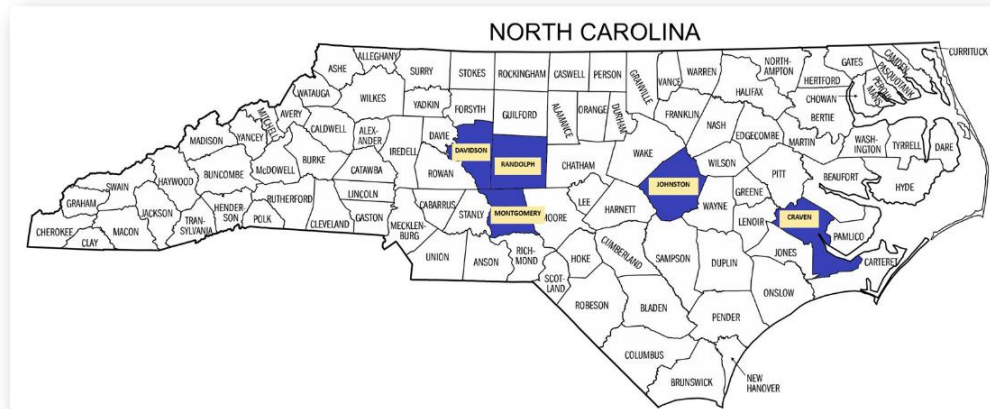 NORTH CAROLINA
CURRITUCK
ALLEGHANY
ASHE
SURRY
STOKES
ROCKINGHAM
CASWELL
PERSON
GRANVILLE
VANCE
WARREN
NORTH-
AMPTON
GATES
CAMDEN
PASQUOTANK
PERQUI-
MANS
HERTFORD
CHOWAN
HALIFAX
BERTIE
WATAUGA
WILKES
YADKIN
FORSYTH
GUILFORD
ALAMANCE
ORANGE
DURHAM
FRANKLIN
NASH
EDGECOMBE
MARTIN
WASH-
INGTON
TYRRELL
DARE
MITCHELL
AVERY
CALDWELL
ALEX-
ANDER
DAVIE
IREDELL
DAVIDSON
RANDOLPH
CHATHAM
WAKE
WILSON
PITT
BEAUFORT
HYDE
MADISON
YANCEY
McDOWELL
BURKE
CATAWBA
ROWAN
JOHNSTON
GREENE
WAYNE
LENOIR
CRAVEN
PAMLICO
SWAIN
HAYWOOD
BUNCOMBE
RUTHERFORD
LINCOLN
CABARRUS
STANLY
MONTGOMERY
MOORE
LEE
HARNETT
GRAHAM
JACKSON
HENDER-
SON
POLK
CLEVELAND
GASTON
MECKLEN-
BURG
CHEROKEE
CLAY
MACON
TRAN-
SYLVANIA
UNION
ANSON
RICH-
MOND
HOKE
CUMBERLAND
SAMPSON
DUPLIN
JONES
CARTERET
SCOT-
LAND
ROBESON
BLADEN
PENDER
ONSLOW
COLUMBUS
BRUNSWICK
NEW
HANOVER